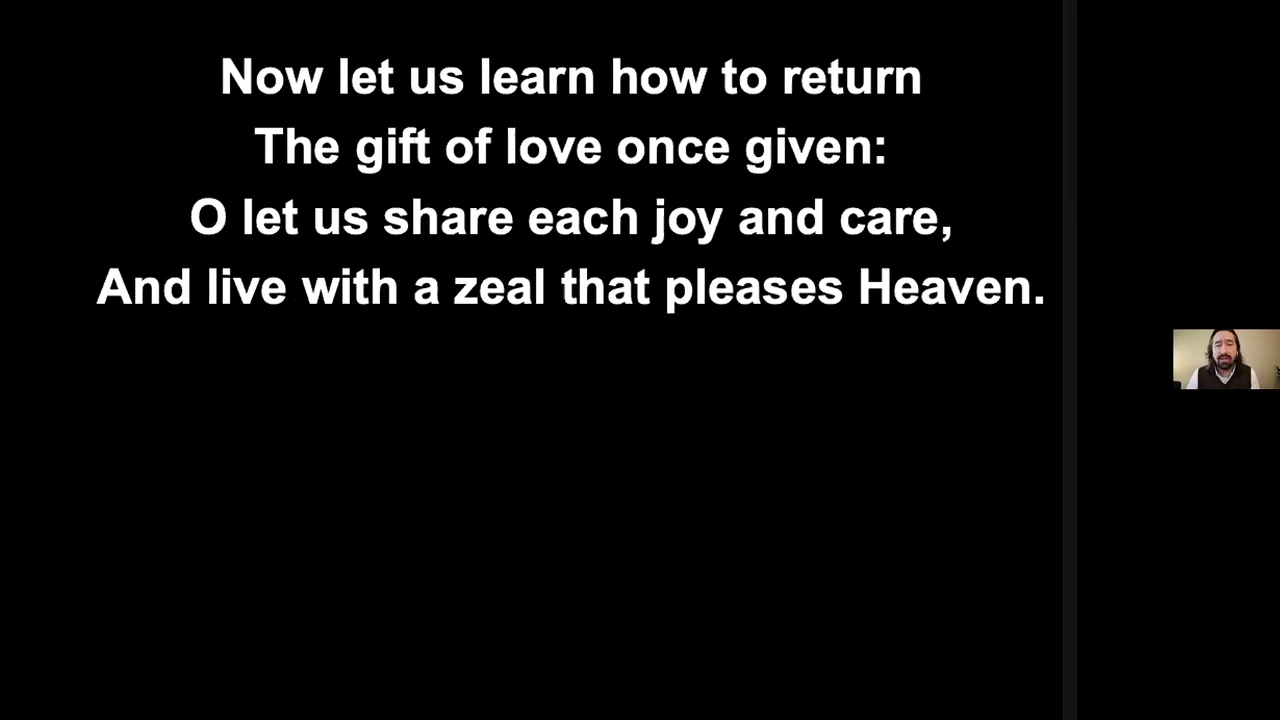 Now let us learn how to return
The gift of love once given:
O let us share each joy and care,
And live with a zeal that pleases Heaven.